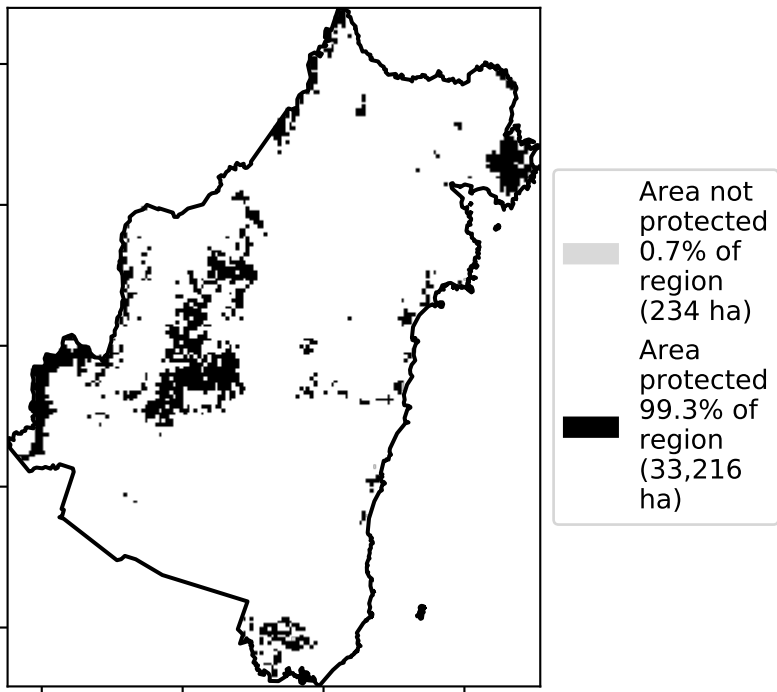 Area not
protected
0.7% of
region
(234 ha)
Area
protected
99.3% of
region
(33,216
ha)